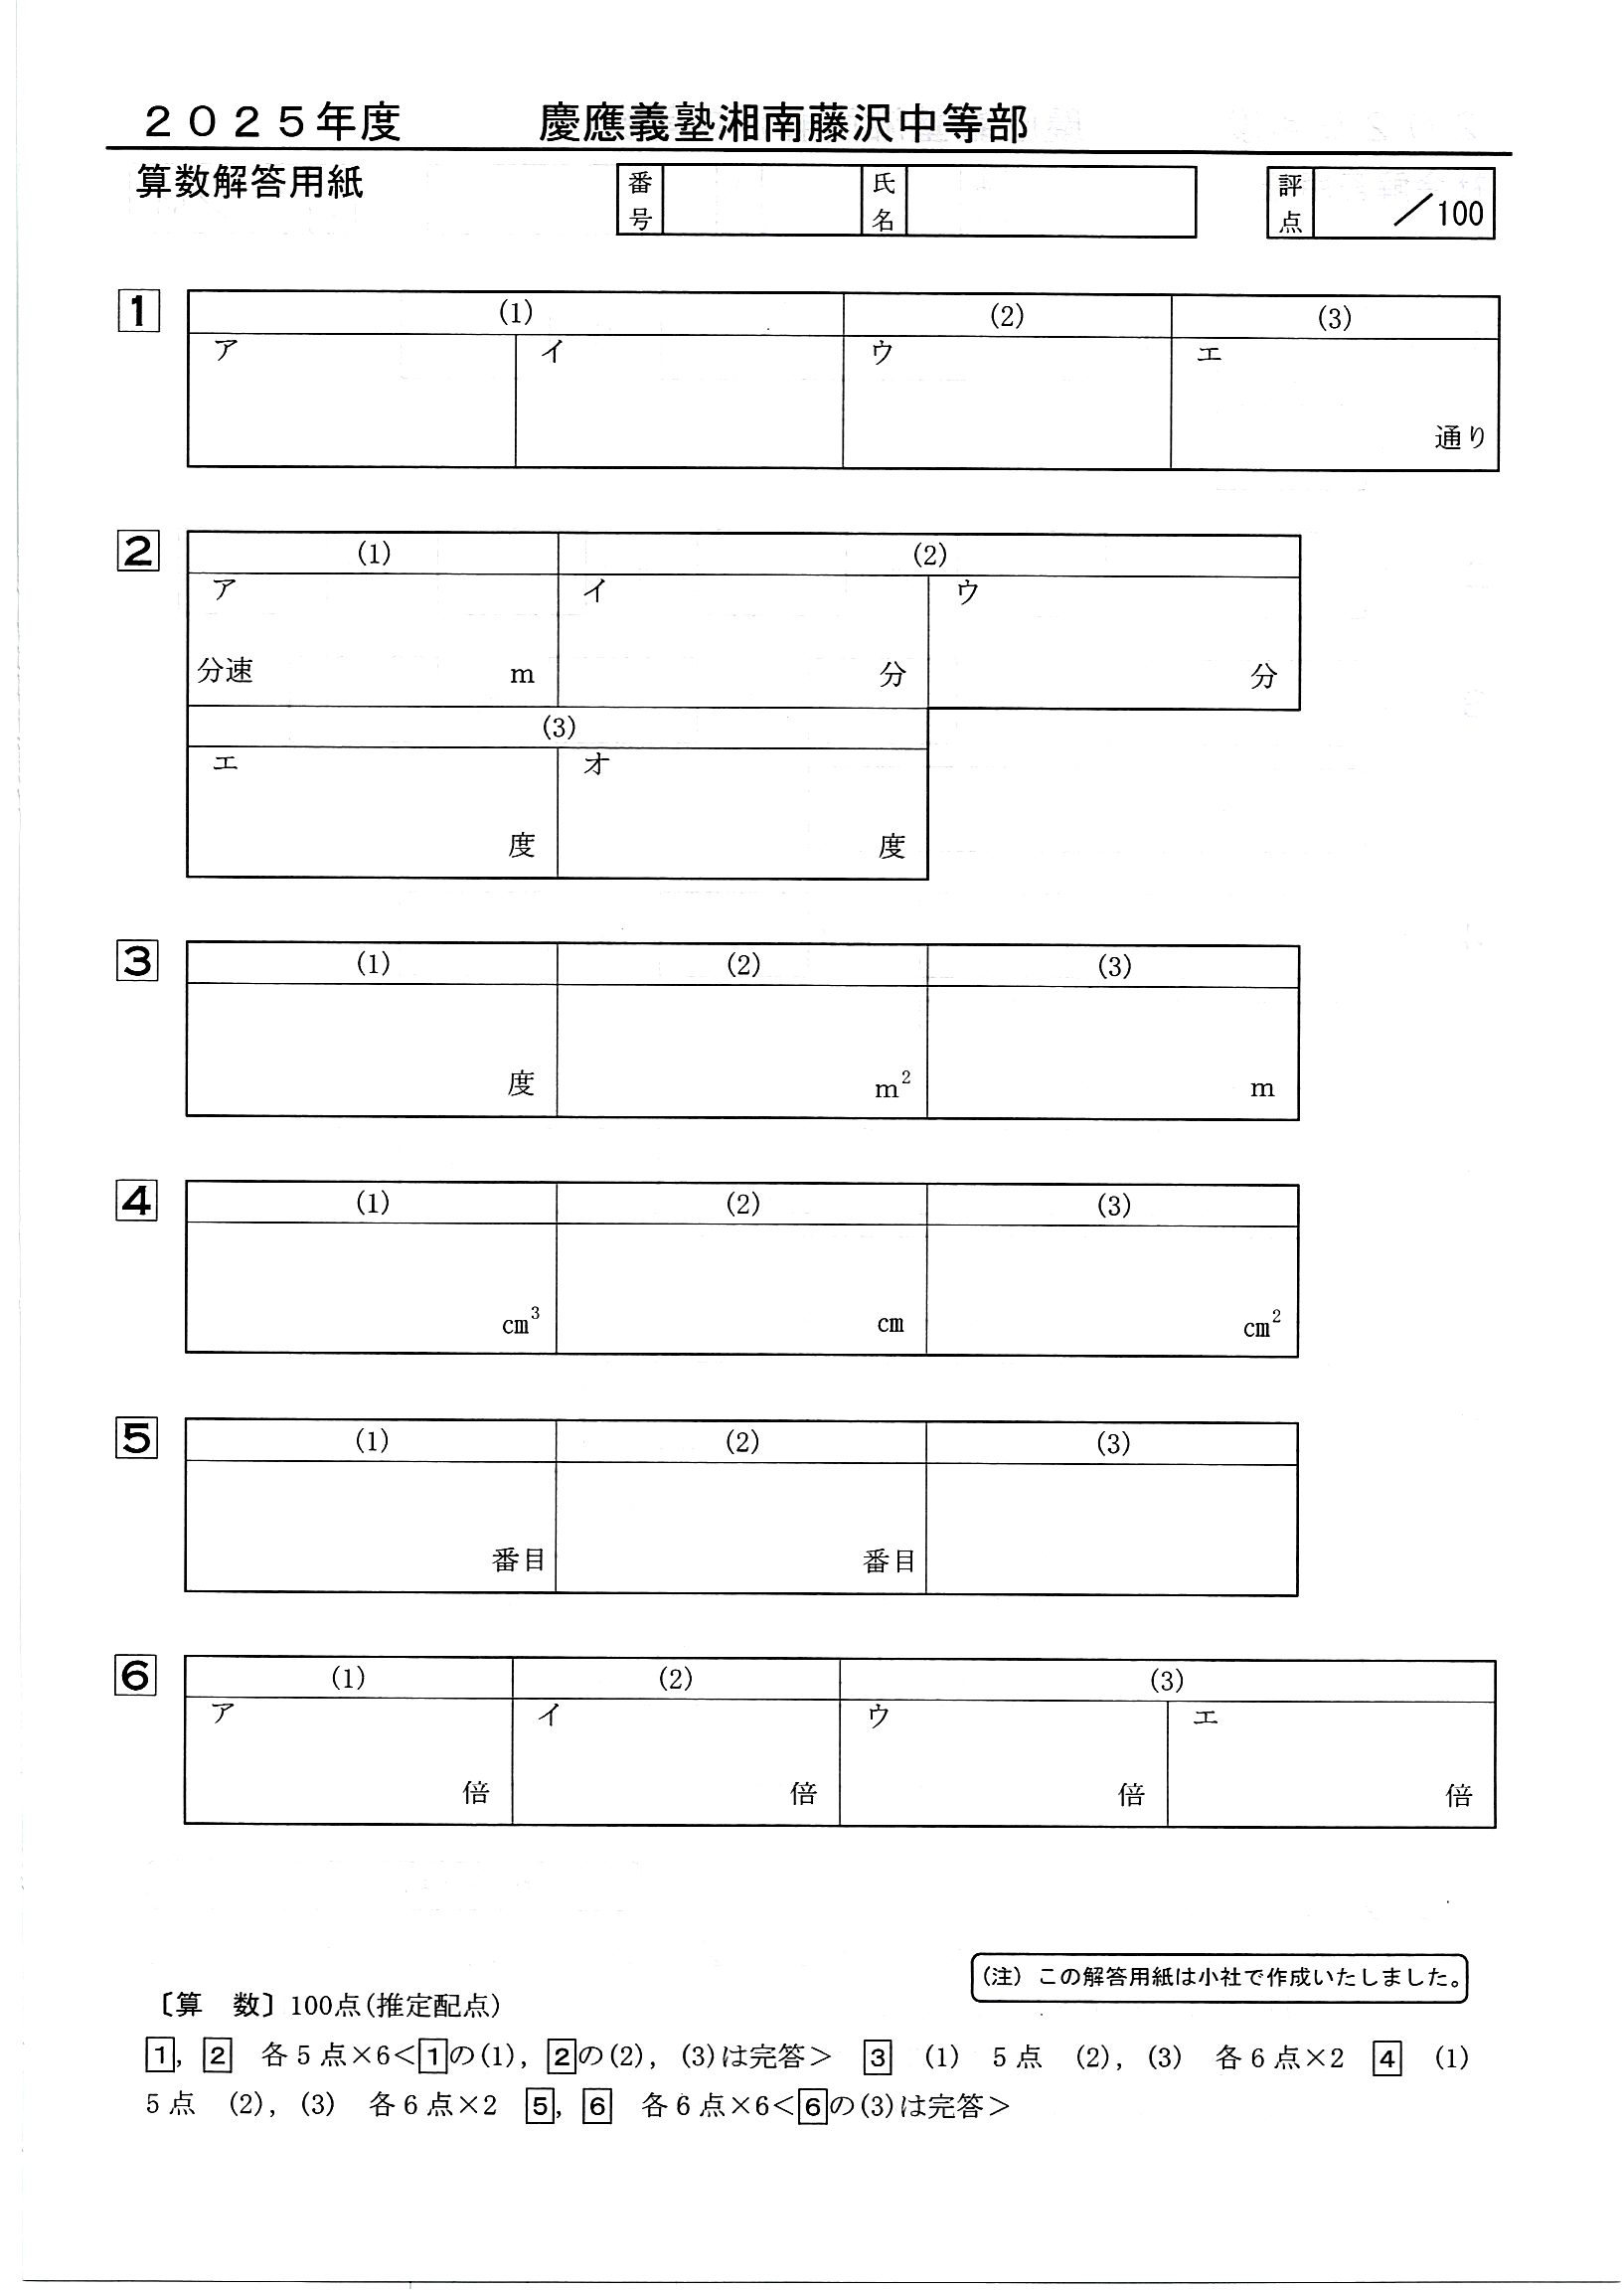 ２０２５年度　慶應義塾湘南藤沢中等部
算数解答用紙　番号　氏名　評点　／100
1
(1)　(2)　(3)
ア　イ　ウ　エ
通り
2
(1)　(2)
ア　イ　ウ
分速　m　分　分
(3)
エ　オ
度　度
3
(1)　(2)　(3)
度　m²　m
4
(1)　(2)　(3)
cm³　cm　cm²
5
(1)　(2)　(3)
番目　番目
6
(1)　(2)　(3)
ア　イ　ウ　エ
倍　倍　倍　倍
(注) この解答用紙は小社で作成いたしました。
〔算　数〕100点(推定配点)
1, 2　各５点×6＜1の(1), 2の(2), (3)は完答＞　3　(1)　５点　(2), (3)　各６点×2　4　(1)
５点　(2), (3)　各６点×2　5, 6　各６点×6＜6の(3)は完答＞